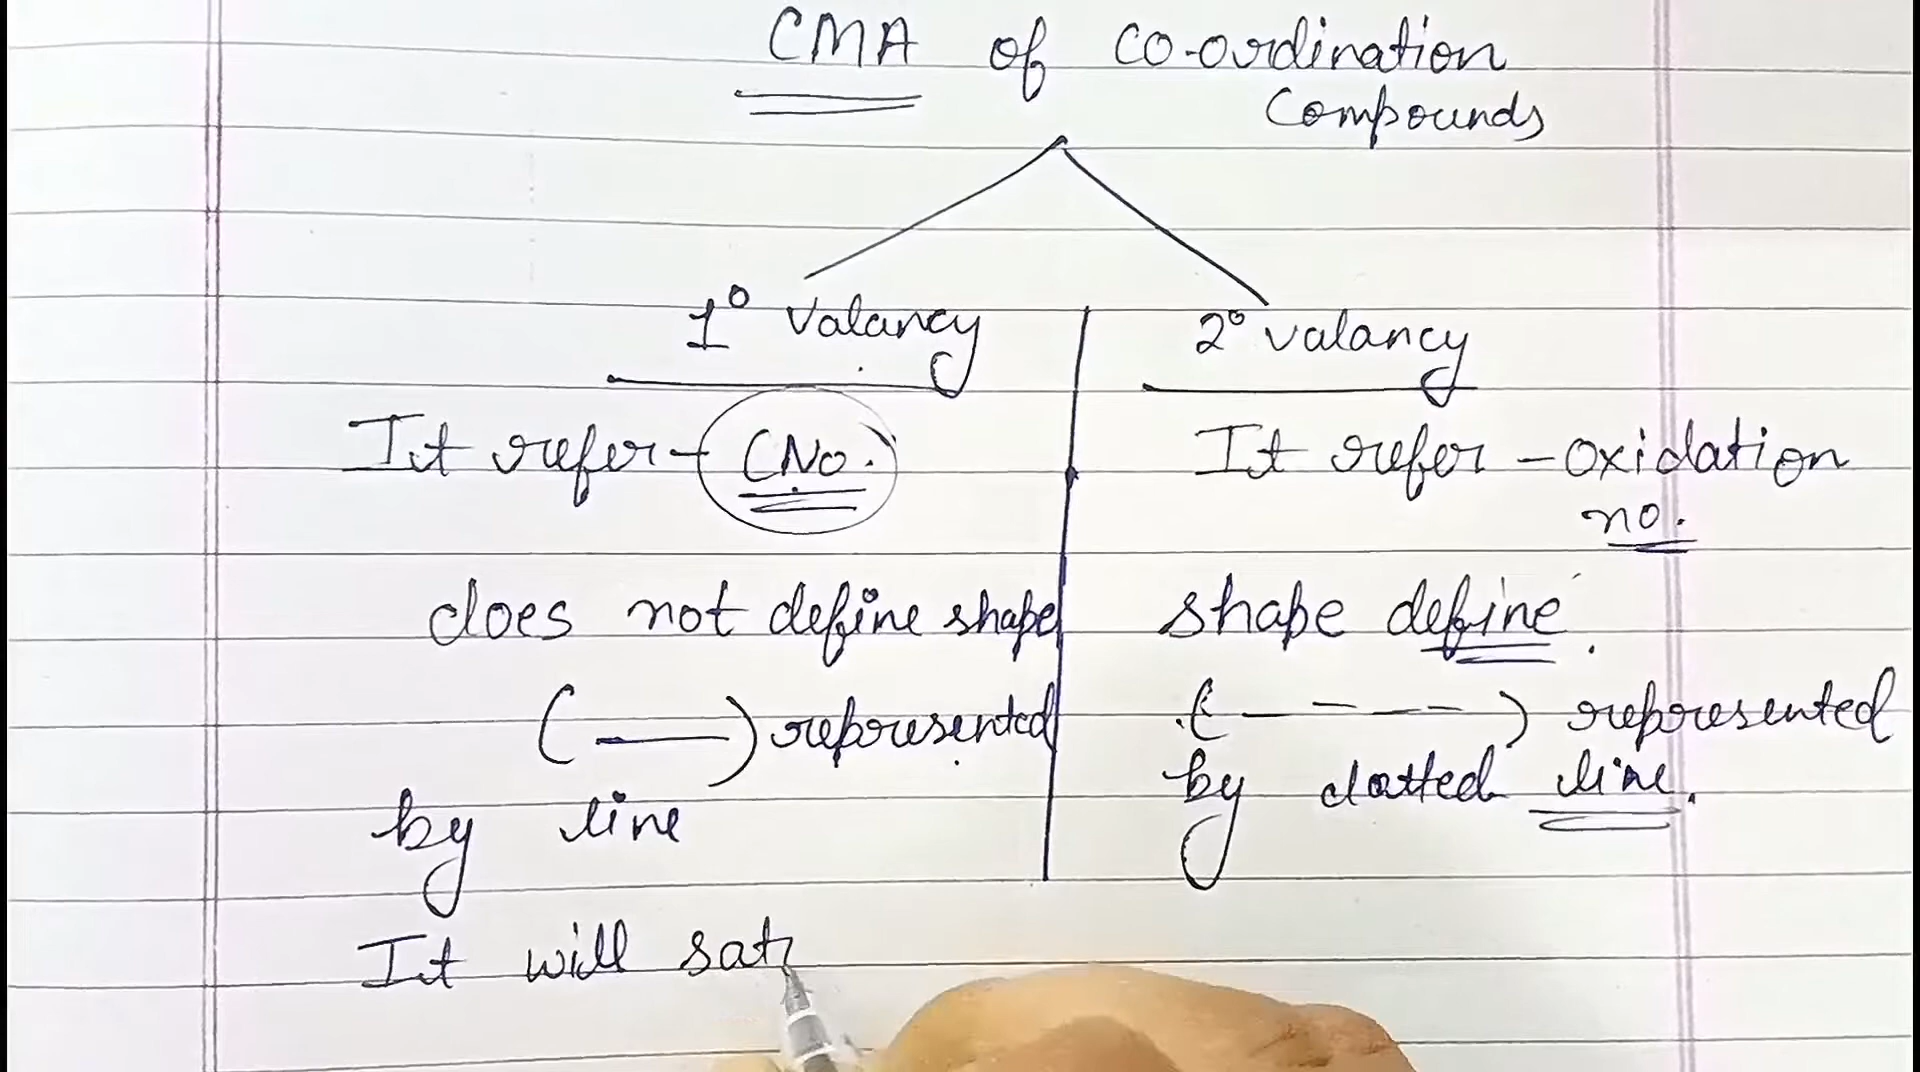 CMA of co-ordination
Compounds
1° valancy
It refer - (No.)
does not define shape
(—) represented
by line
It will sat
2° valancy
It refer - oxidation
no.
shape define.
(----) represented
by dotted line.